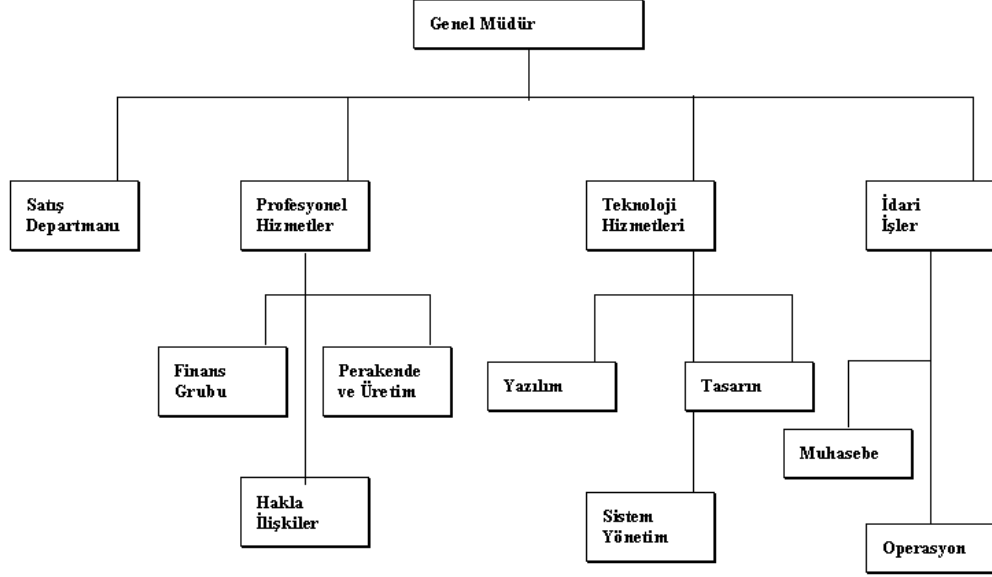 Genel Müdür
Satış
Departmanı
Profesyonel
Hizmetler
Teknoloji
Hizmetleri
İdari
İşler
Finans
Grubu
Perakende
ve Üretim
Yazılım
Tasarın
Muhasebe
Hakla
İlişkiler
Sistem
Yönetim
Operasyon